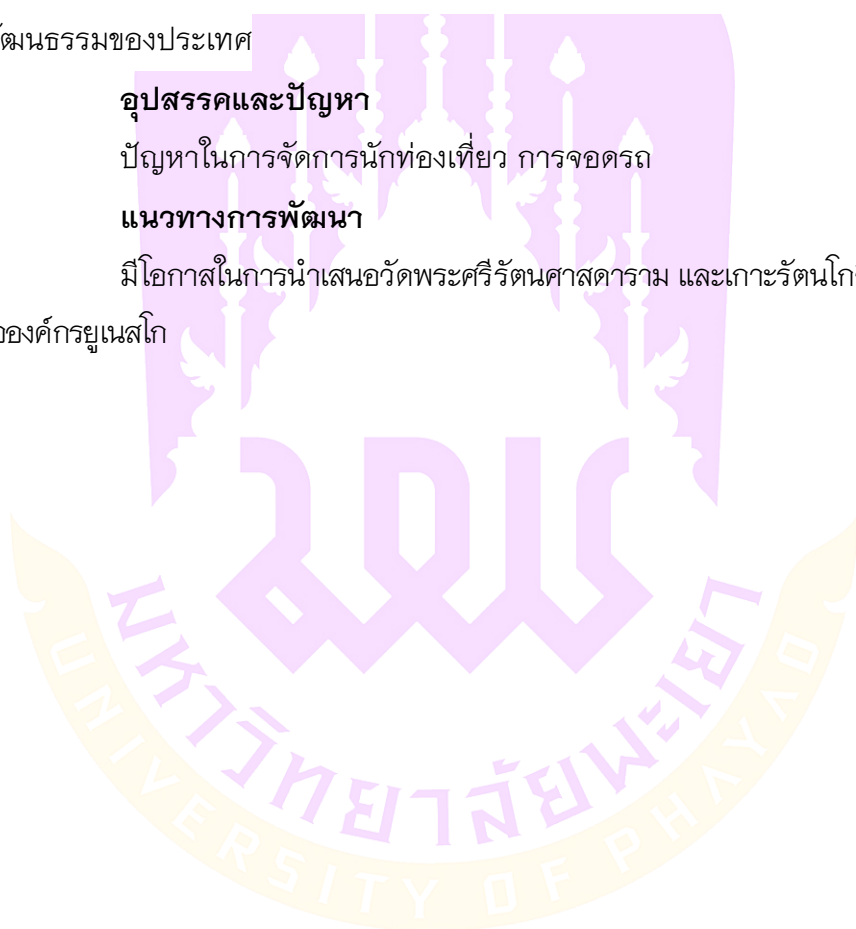 ัฒนธรรมของประเทศ
อุปสรรคและปัญหา
ปัญหาในการจัดการนักท่องเที่ยว การจอดรถ
แนวทางการพัฒนา
มีโอกาสในการนำเสนอวัดพระศรีรัตนศาสดาราม และเกาะรัตนโก
องค์กรยูเนสโก
มหาวิทยาลัยพะเยา
UNIVERSITY OF PHAYAO